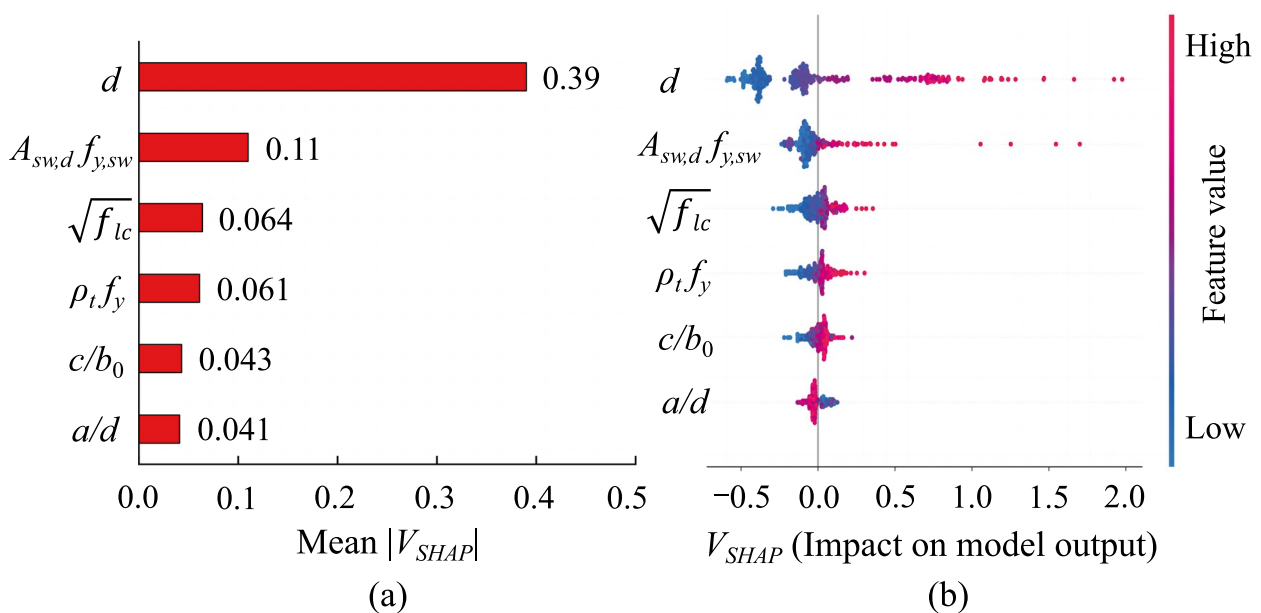 d 0.39
A_{sw,d} f_{y,sw} 0.11
√f_{lc} 0.064
ρ_t f_y 0.061
c/b_0 0.043
a/d 0.041
0.0 0.1 0.2 0.3 0.4 0.5
Mean |V_{SHAP}|
(a)
d
A_{sw,d} f_{y,sw}
√f_{lc}
ρ_t f_y
c/b_0
a/d
−0.5 0.0 0.5 1.0 1.5 2.0
V_{SHAP} (Impact on model output)
(b)
High
Feature value
Low